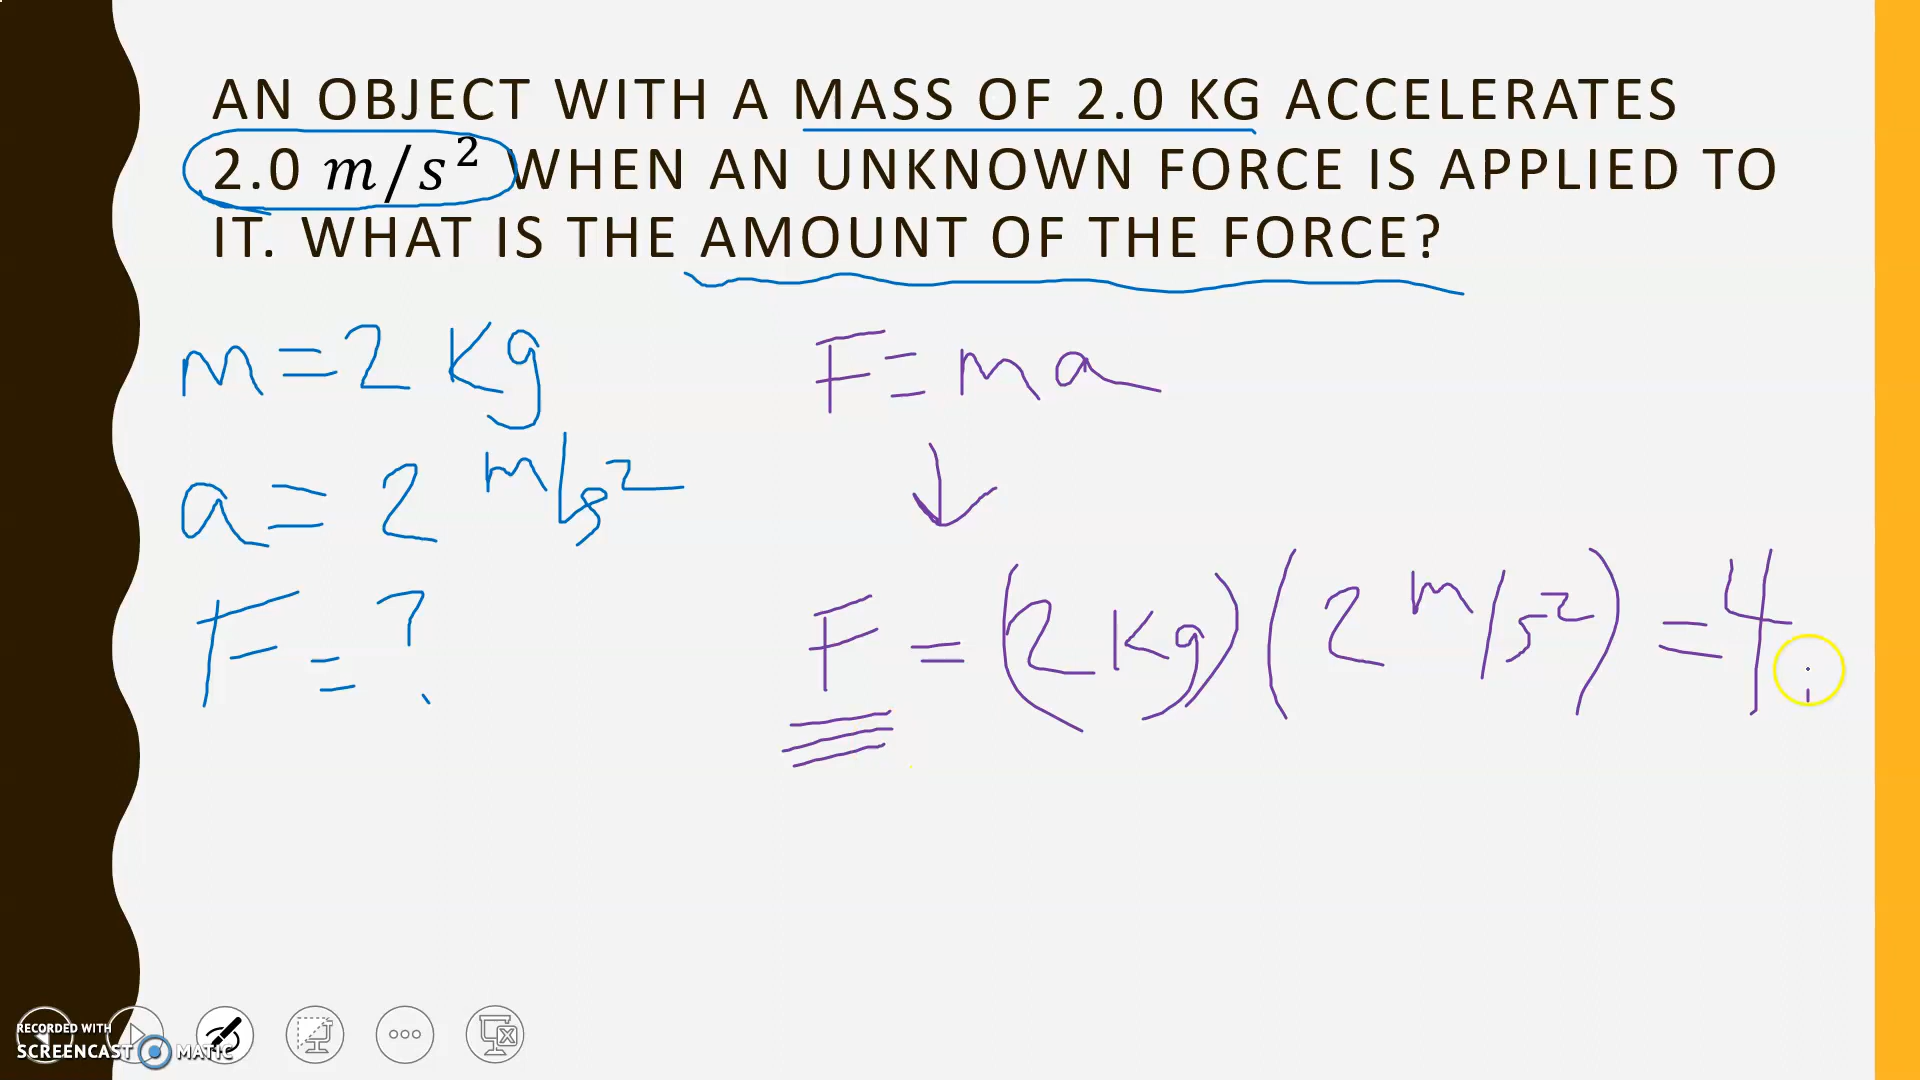 AN OBJECT WITH A MASS OF 2.0 KG ACCELERATES
2.0 m/s² WHEN AN UNKNOWN FORCE IS APPLIED TO
IT. WHAT IS THE AMOUNT OF THE FORCE?
m = 2 Kg
F = ma
a = 2 m/s²
F = ?
F = (2 Kg) (2 m/s²) = 4
RECORDED WITH
SCREENCAST MATIC